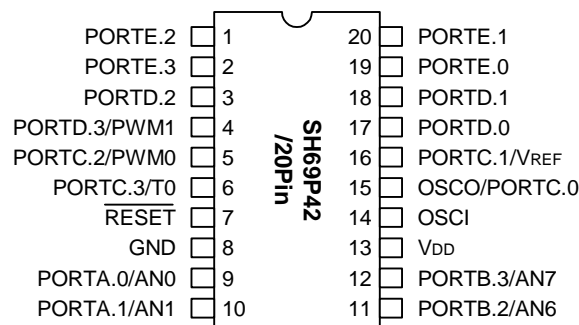 PORTE.2 1 20 PORTE.1
PORTE.3 2 19 PORTE.0
PORTD.2 3 18 PORTD.1
PORTD.3/PWM1 4 17 PORTD.0
PORTC.2/PWM0 5 16 PORTC.1/VREF
PORTC.3/T0 6 15 OSCO/PORTC.0
RESET 7 14 OSCI
GND 8 13 VDD
PORTA.0/AN0 9 12 PORTB.3/AN7
PORTA.1/AN1 10 11 PORTB.2/AN6
SH69P42
/20Pin